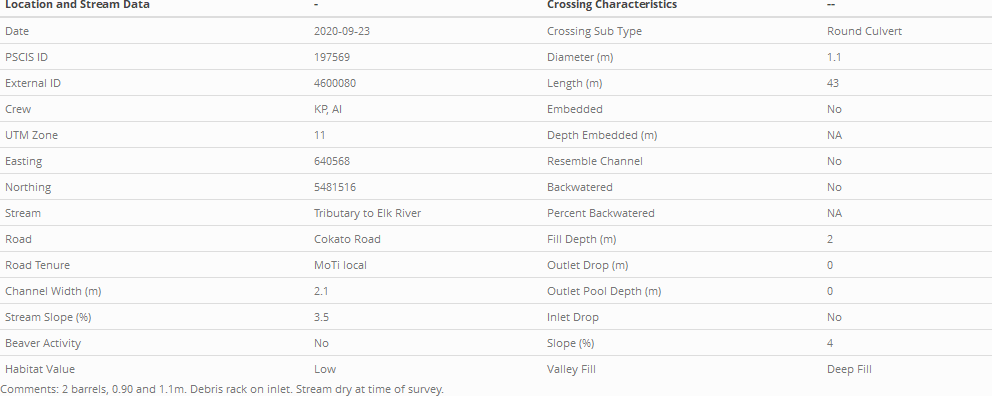 Location and Stream Data - Crossing Characteristics --
Date 2020-09-23 Crossing Sub Type Round Culvert
PSCIS ID 197569 Diameter (m) 1.1
External ID 4600080 Length (m) 43
Crew KP, AI Embedded No
UTM Zone 11 Depth Embedded (m) NA
Easting 640568 Resemble Channel No
Northing 5481516 Backwatered No
Stream Tributary to Elk River Percent Backwatered NA
Road Cokato Road Fill Depth (m) 2
Road Tenure MoTi local Outlet Drop (m) 0
Channel Width (m) 2.1 Outlet Pool Depth (m) 0
Stream Slope (%) 3.5 Inlet Drop No
Beaver Activity No Slope (%) 4
Habitat Value Low Valley Fill Deep Fill
Comments: 2 barrels, 0.90 and 1.1m. Debris rack on inlet. Stream dry at time of survey.